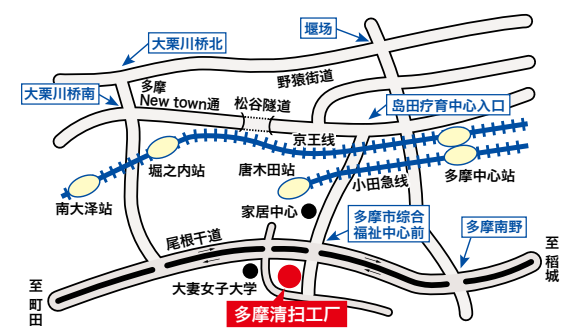 堰场
大栗川桥北
野猿街道
大栗川桥南
多摩
New town通
松谷隧道
岛田疗育中心入口
京王线
堀之内站
唐木田站
小田急线
多摩中心站
南大泽站
家居中心
多摩市综合
福祉中心前
多摩南野
尾根干道
至
稻
城
至
町
田
大妻女子大学
多摩清扫工厂